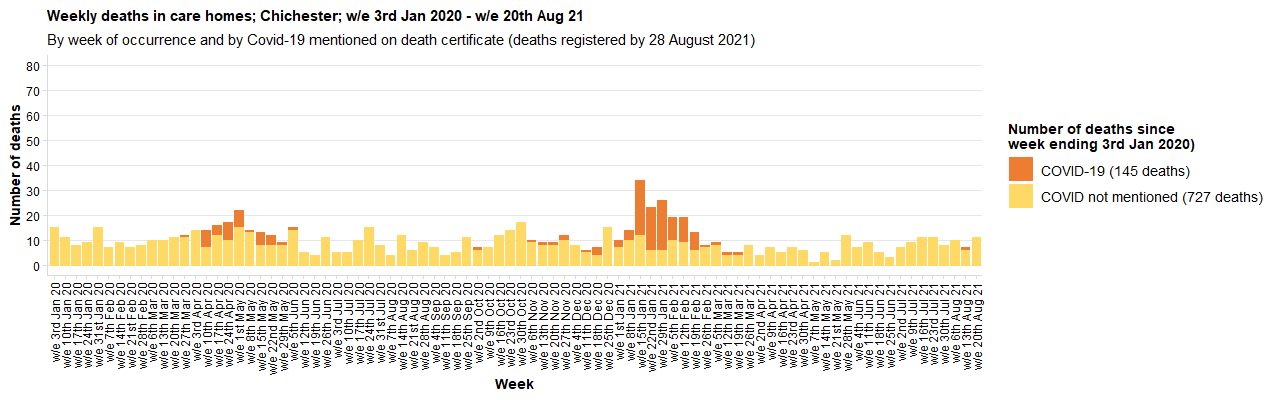 Weekly deaths in care homes; Chichester; w/e 3rd Jan 2020 - w/e 20th Aug 21
By week of occurrence and by Covid-19 mentioned on death certificate (deaths registered by 28 August 2021)
80
70
60
50
40
30
20
10
0
Number of deaths
w/e 3rd Jan 20
w/e 10th Jan 20
w/e 17th Jan 20
w/e 24th Jan 20
w/e 31st Jan 20
w/e 7th Feb 20
w/e 14th Feb 20
w/e 21st Feb 20
w/e 28th Feb 20
w/e 6th Mar 20
w/e 13th Mar 20
w/e 20th Mar 20
w/e 27th Mar 20
w/e 3rd Apr 20
w/e 10th Apr 20
w/e 17th Apr 20
w/e 24th Apr 20
w/e 1st May 20
w/e 8th May 20
w/e 15th May 20
w/e 22nd May 20
w/e 29th May 20
w/e 5th Jun 20
w/e 12th Jun 20
w/e 19th Jun 20
w/e 26th Jun 20
w/e 3rd Jul 20
w/e 10th Jul 20
w/e 17th Jul 20
w/e 24th Jul 20
w/e 31st Jul 20
w/e 7th Aug 20
w/e 14th Aug 20
w/e 21st Aug 20
w/e 28th Aug 20
w/e 4th Sep 20
w/e 11th Sep 20
w/e 18th Sep 20
w/e 25th Sep 20
w/e 2nd Oct 20
w/e 9th Oct 20
w/e 16th Oct 20
w/e 23rd Oct 20
w/e 30th Oct 20
w/e 6th Nov 20
w/e 13th Nov 20
w/e 20th Nov 20
w/e 27th Nov 20
w/e 4th Dec 20
w/e 11th Dec 20
w/e 18th Dec 20
w/e 25th Dec 20
w/e 1st Jan 21
w/e 8th Jan 21
w/e 15th Jan 21
w/e 22nd Jan 21
w/e 29th Jan 21
w/e 5th Feb 21
w/e 12th Feb 21
w/e 19th Feb 21
w/e 26th Feb 21
w/e 5th Mar 21
w/e 12th Mar 21
w/e 19th Mar 21
w/e 26th Mar 21
w/e 2nd Apr 21
w/e 9th Apr 21
w/e 16th Apr 21
w/e 23rd Apr 21
w/e 30th Apr 21
w/e 7th May 21
w/e 14th May 21
w/e 21st May 21
w/e 28th May 21
w/e 4th Jun 21
w/e 11th Jun 21
w/e 18th Jun 21
w/e 25th Jun 21
w/e 2nd Jul 21
w/e 9th Jul 21
w/e 16th Jul 21
w/e 23rd Jul 21
w/e 30th Jul 21
w/e 6th Aug 21
w/e 13th Aug 21
w/e 20th Aug 21
Week
Number of deaths since
week ending 3rd Jan 2020)
COVID-19 (145 deaths)
COVID not mentioned (727 deaths)